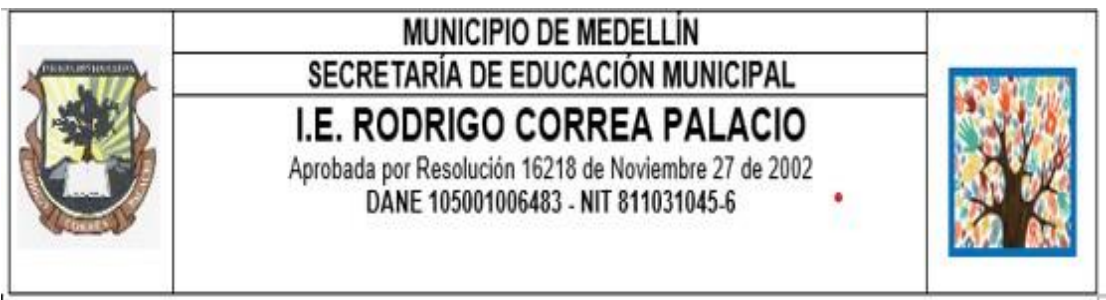 MUNICIPIO DE MEDELLÍN
SECRETARÍA DE EDUCACIÓN MUNICIPAL
I.E. RODRIGO CORREA PALACIO
Aprobada por Resolución 16218 de Noviembre 27 de 2002
DANE 105001006483 - NIT 811031045-6
CORREA